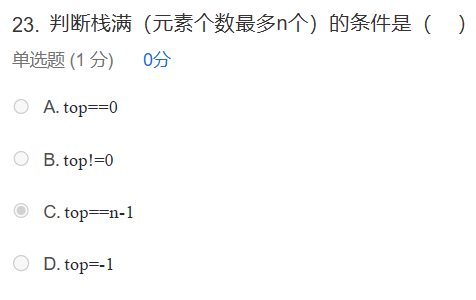 23. 判断栈满（元素个数最多n个）的条件是（　）
单选题 (1 分)　0分
A. top==0
B. top!=0
C. top==n-1
D. top=-1